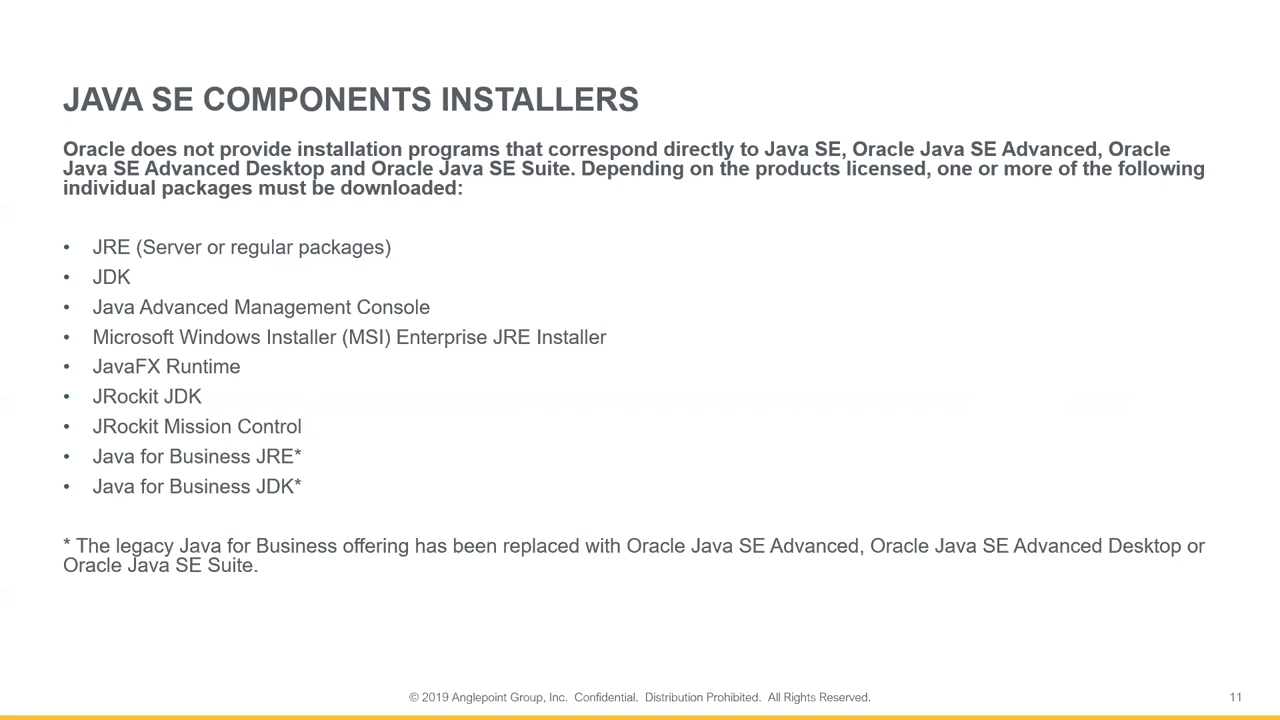 JAVA SE COMPONENTS INSTALLERS
Oracle does not provide installation programs that correspond directly to Java SE, Oracle Java SE Advanced, Oracle
Java SE Advanced Desktop and Oracle Java SE Suite. Depending on the products licensed, one or more of the following
individual packages must be downloaded:
• JRE (Server or regular packages)
• JDK
• Java Advanced Management Console
• Microsoft Windows Installer (MSI) Enterprise JRE Installer
• JavaFX Runtime
• JRockit JDK
• JRockit Mission Control
• Java for Business JRE*
• Java for Business JDK*
* The legacy Java for Business offering has been replaced with Oracle Java SE Advanced, Oracle Java SE Advanced Desktop or
Oracle Java SE Suite.
© 2019 Anglepoint Group, Inc. Confidential. Distribution Prohibited. All Rights Reserved.
11